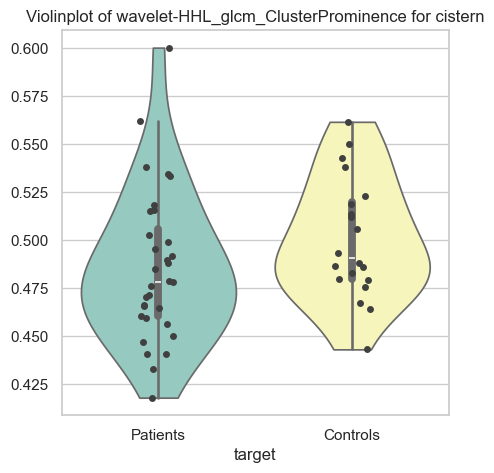 Violinplot of wavelet-HHL_glcm_ClusterProminence for cistern
0.600
0.575
0.550
0.525
0.500
0.475
0.450
0.425
Patients Controls
target